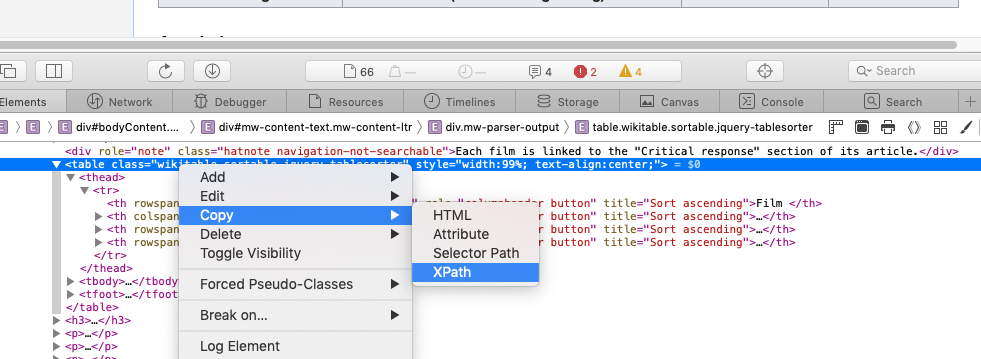 66 — —:— 4 2 4 Search
Elements Network Debugger Resources Timelines Storage Canvas Console Search +
E E E div#bodyContent.... E div#mw-content-text.mw-content-ltr E div.mw-parser-output E table.wikitable.sortable.jquery-tablesorter
<div role="note" class="hatnote navigation-not-searchable">Each film is linked to the "Critical response" section of its article.</div>
<table class="wikitable sortable jquery-tablesorter" style="width:99%; text-align:center;"> = $0
<thead>
<tr>
<th rowspan button" title="Sort ascending">Film </th>
<th colspan button" title="Sort ascending">…</th>
<th rowspan button" title="Sort ascending">…</th>
<th rowspan button" title="Sort ascending">…</th>
</tr>
</thead>
<tbody>…</tbody>
<tfoot>…</tfoot>
</table>
<h3>…</h3>
<p>…</p>
<p>…</p>
Add
Edit
Copy
Delete
Toggle Visibility
Forced Pseudo-Classes
Break on...
Log Element
HTML
Attribute
Selector Path
XPath